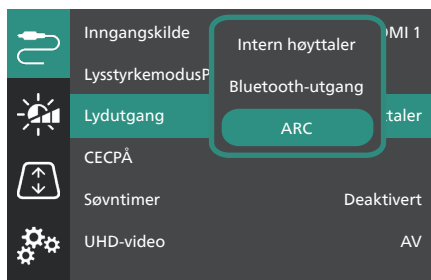 Inngangskilde
MI 1
LysstyrkemodusP
Lydutgang
taler
CECPÅ
Søvntimer
Deaktivert
UHD-video
AV
Intern høyttaler
Bluetooth-utgang
ARC